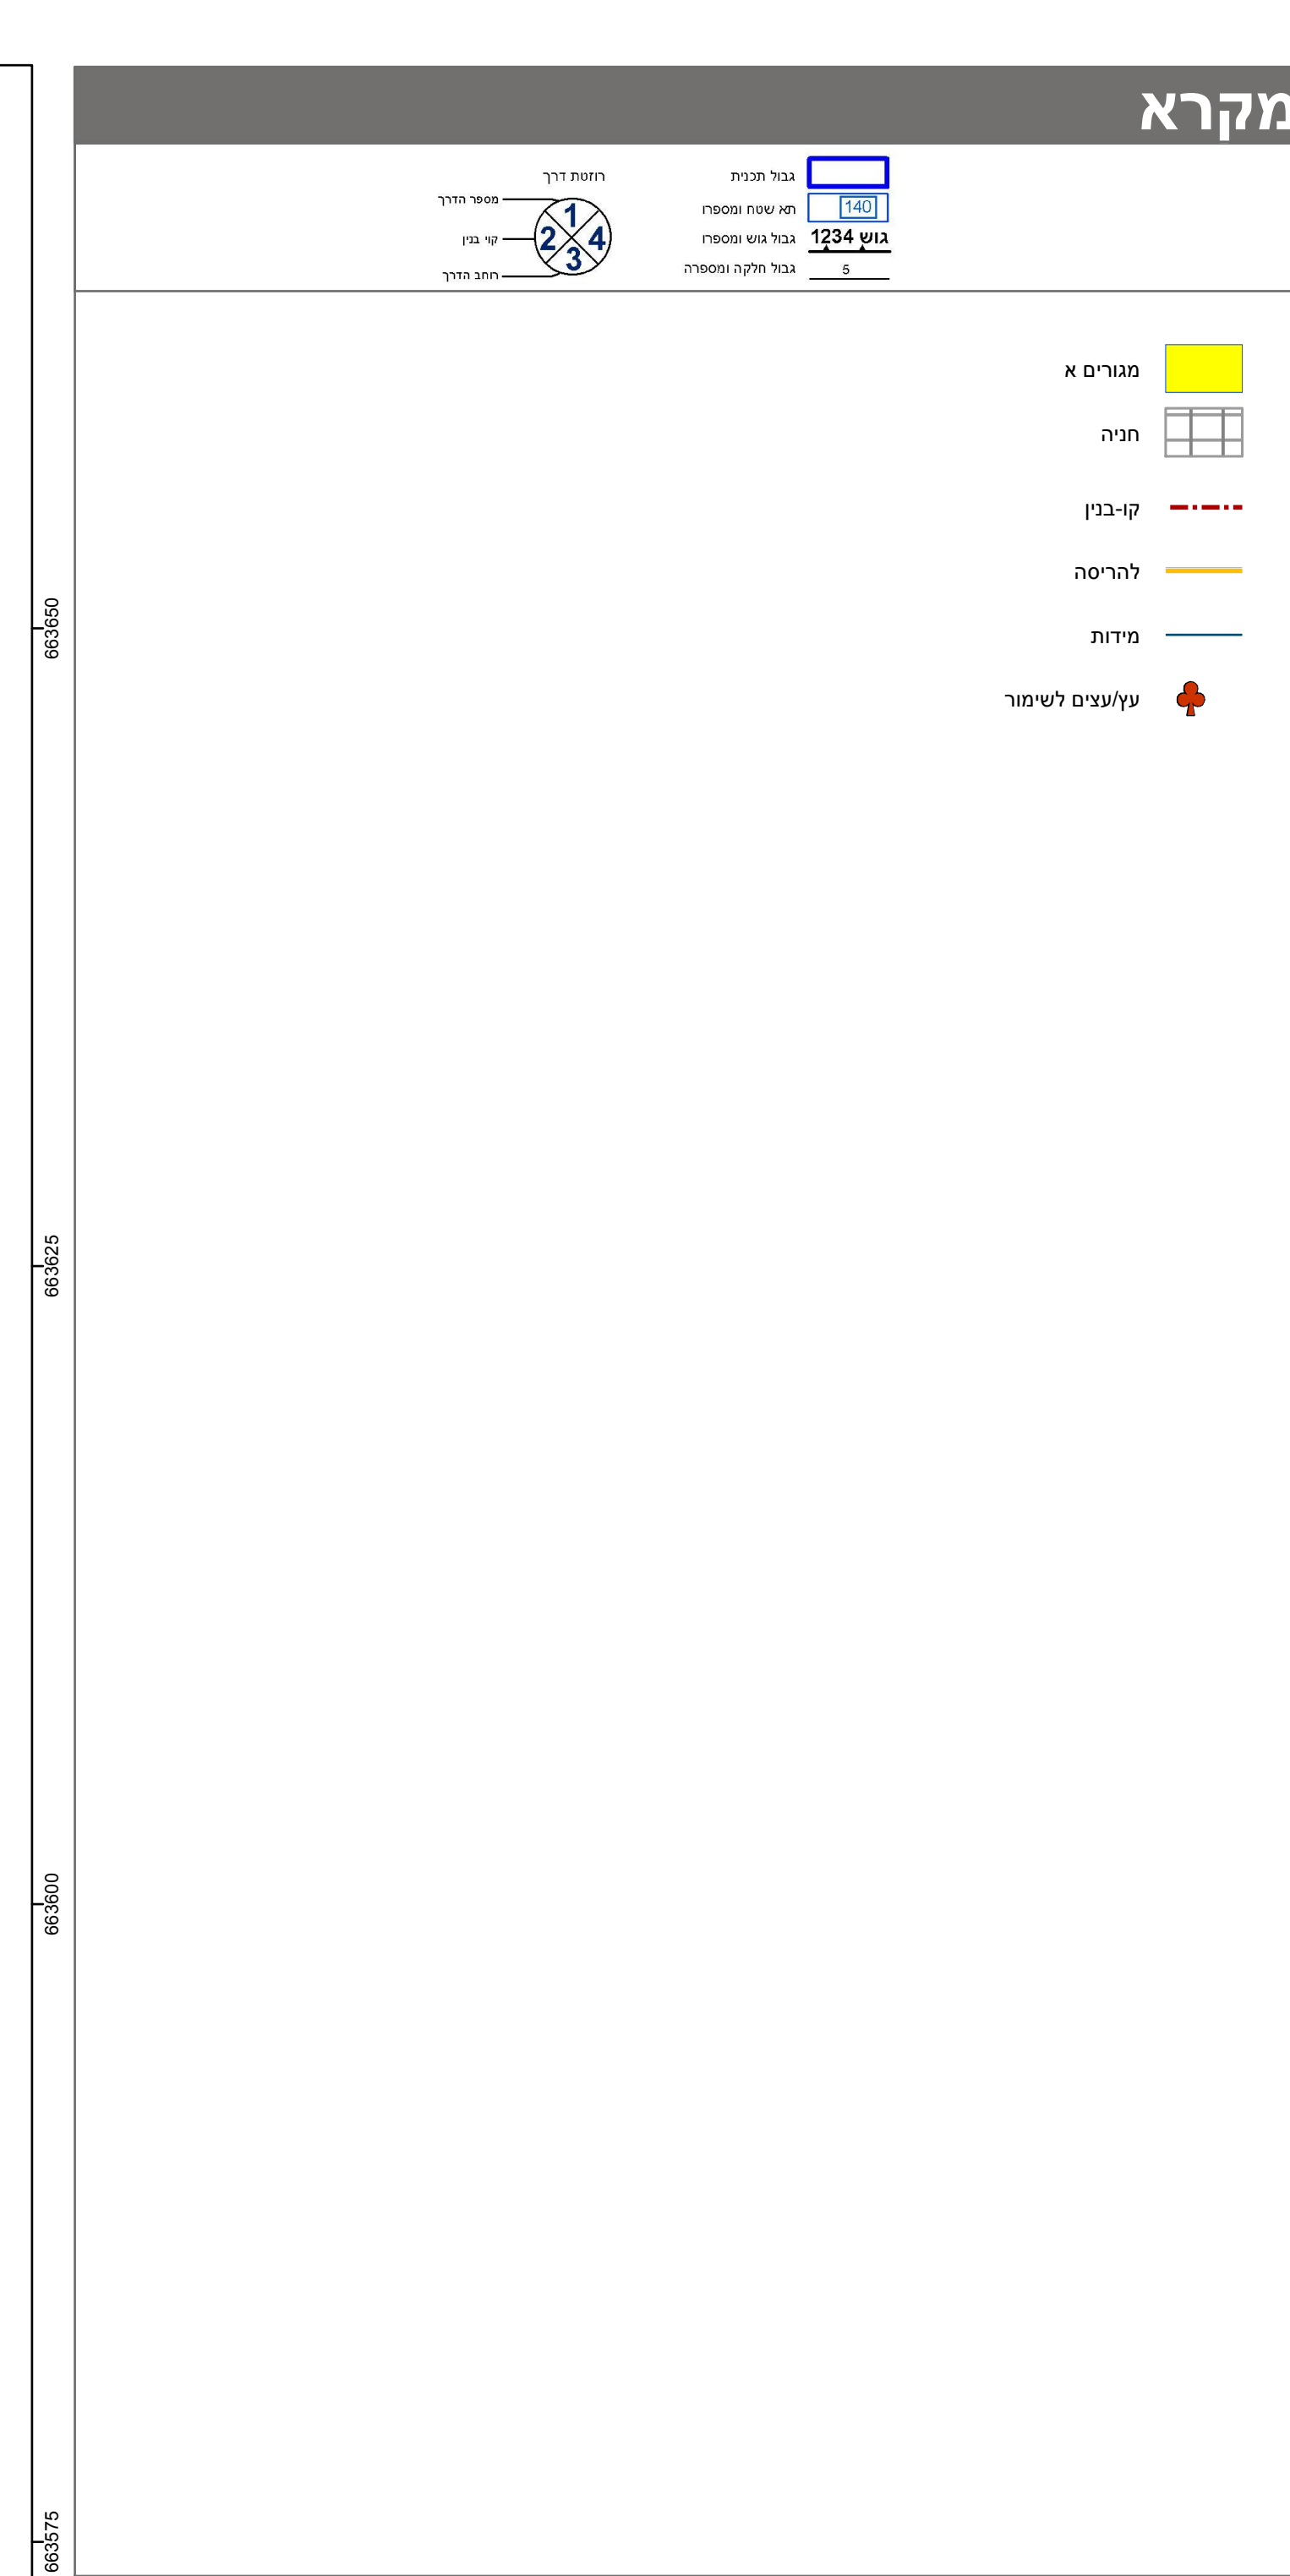 מקרא
גבול תכנית
140 תא שטח ומספרו
גוש 1234 גבול גוש ומספרו
5 גבול חלקה ומספרה
רוזטת דרך
מספר הדרך
קוי בנין
רוחב הדרך
1
2 4
3
מגורים א
חניה
קו-בנין
להריסה
מידות
עץ/עצים לשימור
663650
663625
663600
663575